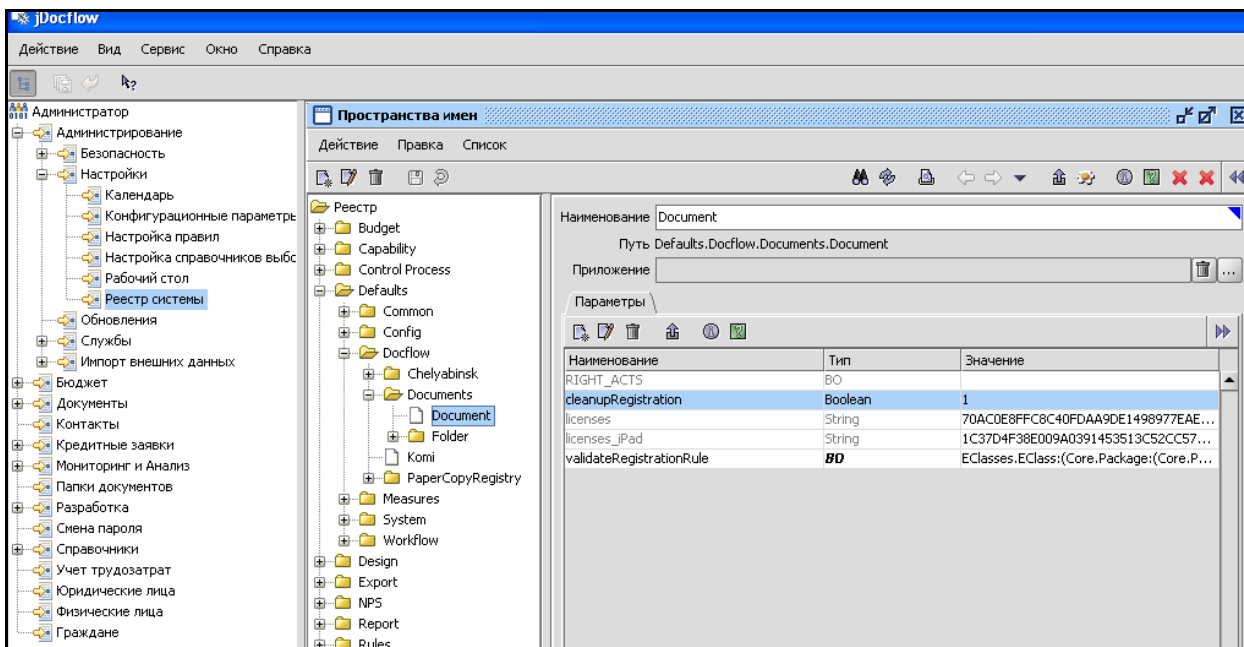 jDocflow
Действие Вид Сервис Окно Справка
Администратор
Администрирование
Безопасность
Настройки
Календарь
Конфигурационные параметры
Настройка правил
Настройка справочников выбс
Рабочий стол
Реестр системы
Обновления
Службы
Импорт внешних данных
Бюджет
Документы
Контакты
Кредитные заявки
Мониторинг и Анализ
Папки документов
Разработка
Смена пароля
Справочники
Учет трудозатрат
Юридические лица
Физические лица
Граждане
Пространства имен
Действие Правка Список
Реестр
Budget
Capability
Control Process
Defaults
Common
Config
Docflow
Chelyabinsk
Documents
Document
Folder
Komi
PaperCopyRegistry
Measures
System
Workflow
Design
Export
NPS
Report
Rules
Наименование Document
Путь Defaults.Docflow.Documents.Document
Приложение ...
Параметры
Наименование Тип Значение
RIGHT_ACTS BO
cleanupRegistration Boolean 1
licenses String 70AC0E8FFC8C40FDAA9DE1498977EAE...
licenses_iPad String 1C37D4F38E009A0391453513C52CC57...
validateRegistrationRule BO EClasses.EClass:(Core.Package:(Core.P...